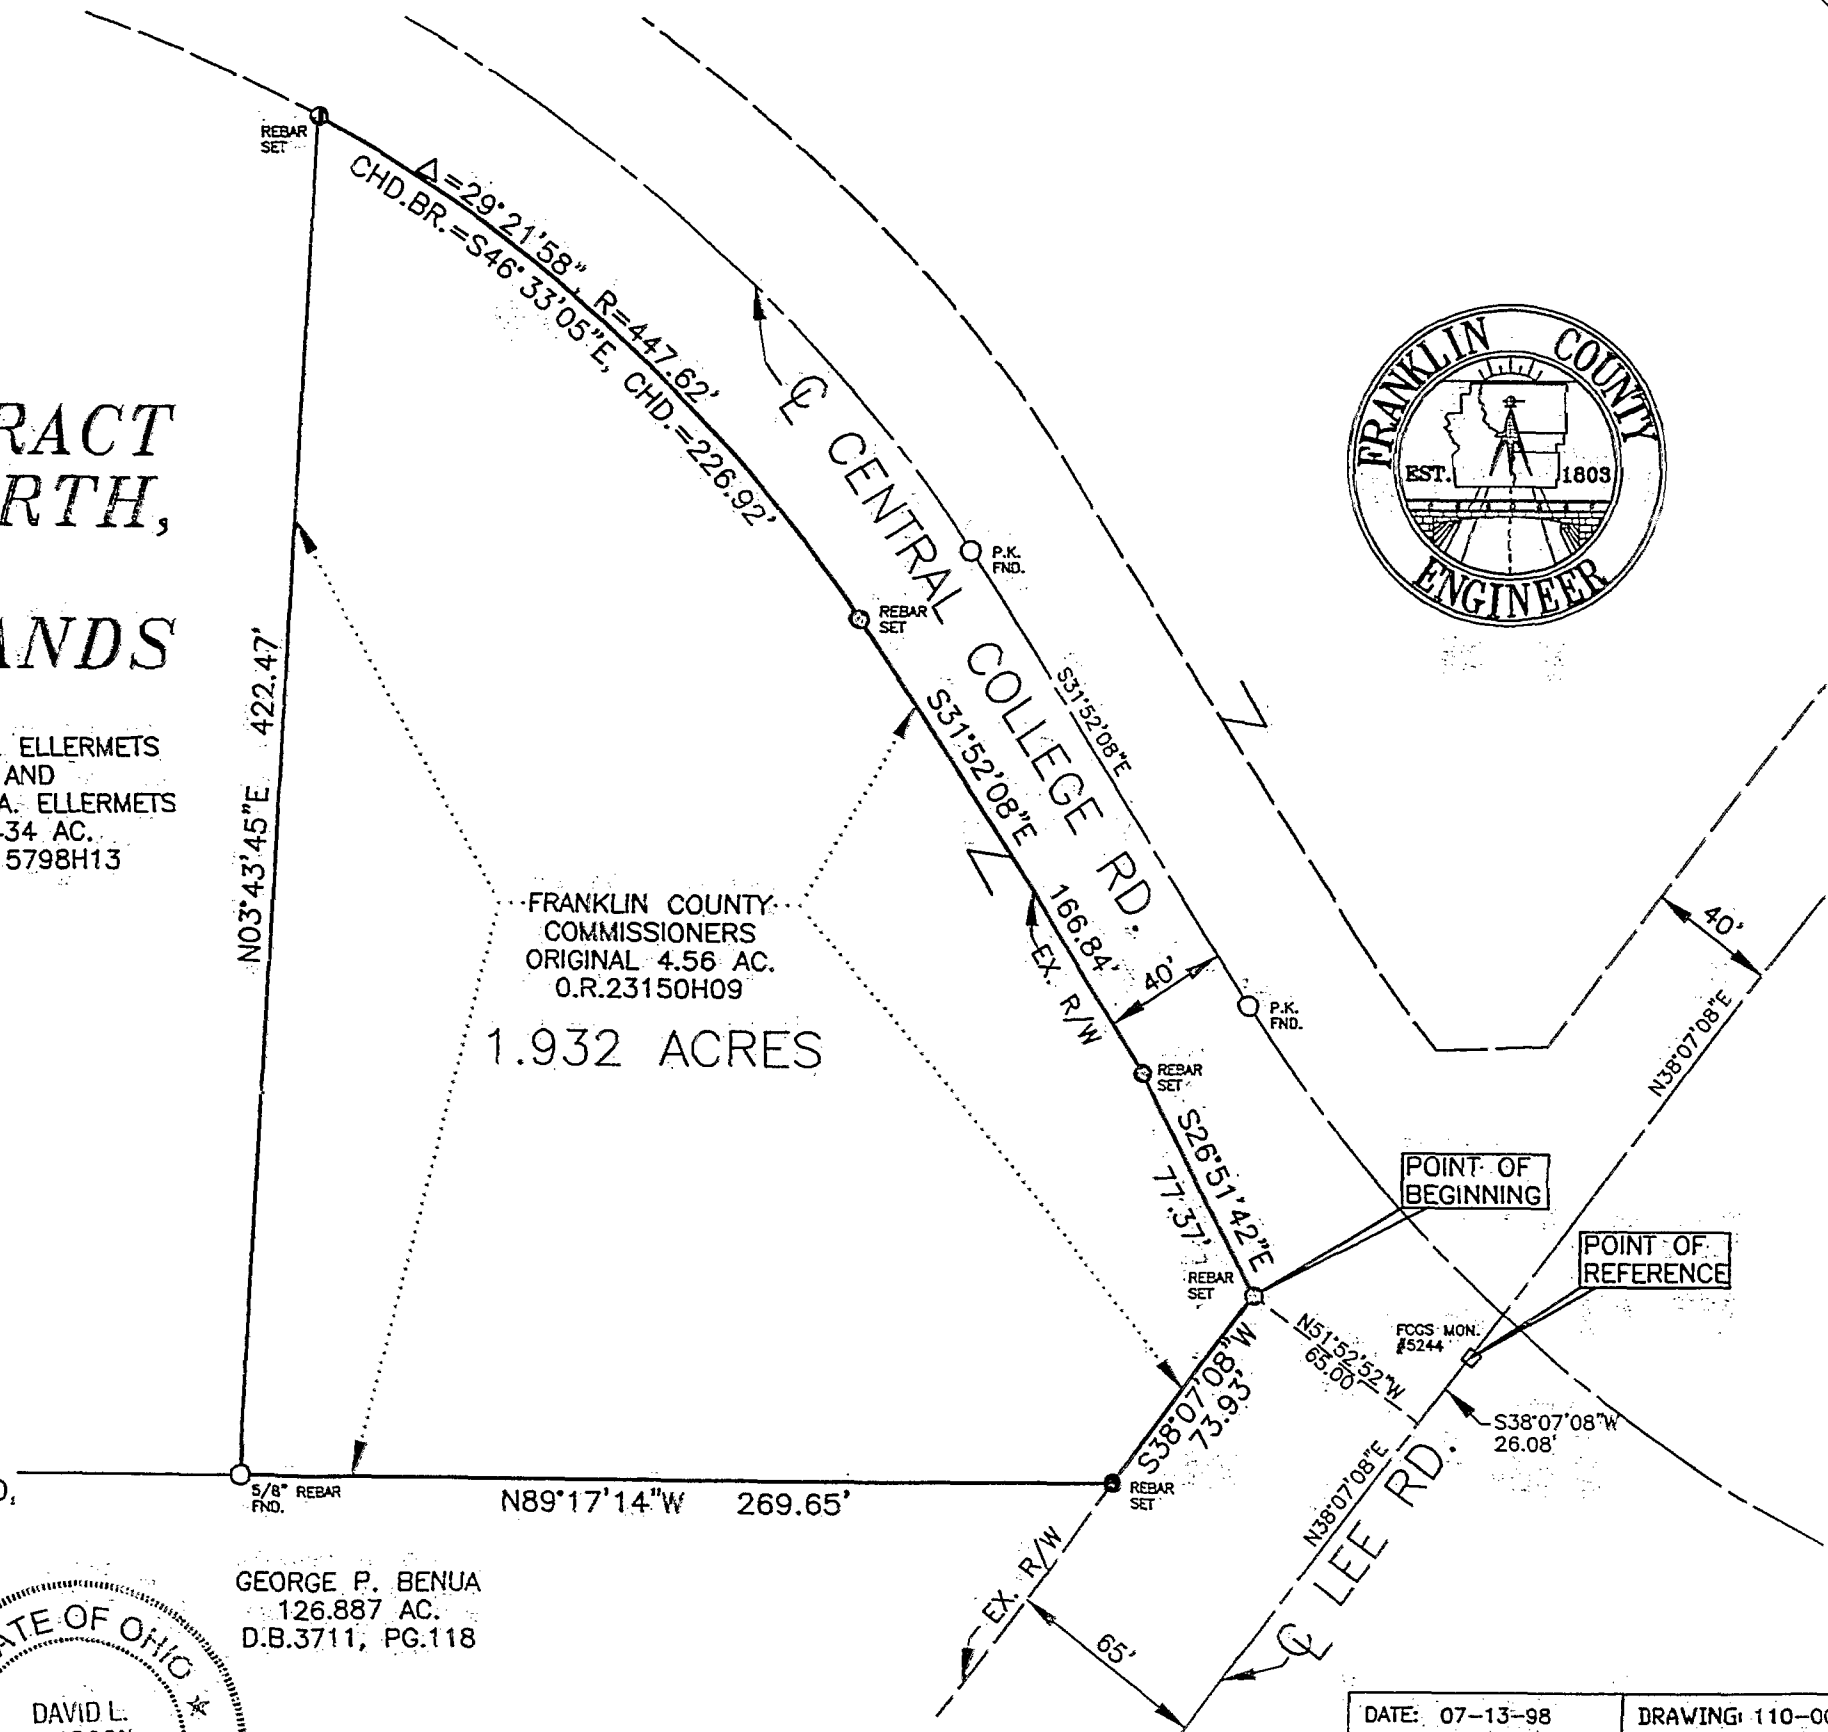 REBAR
SET
Δ=29°21'58", R=447.62'
CHD.BR.=S46°33'05"E, CHD.=226.92'
℄ CENTRAL COLLEGE RD.
FRANKLIN COUNTY
EST. 1803
ENGINEER
RACT
RTH,
ANDS
P.K.
FND.
REBAR
SET
S31°52'08"E
S31°52'08"E
166.84'
N03°43'45"E 422.47'
ELLERMETS
AND
A. ELLERMETS
34 AC.
5798H13
FRANKLIN COUNTY
COMMISSIONERS
ORIGINAL 4.56 AC.
O.R.23150H09
1.932 ACRES
EX. R/W
40'
40'
P.K.
FND.
N38°07'08"E
REBAR
SET
S26°51'42"E
77.37'
POINT OF
BEGINNING
POINT OF
REFERENCE
REBAR
SET
N51°52'52"W
65.00'
FCGS MON.
#5244
S38°07'08"W
26.08'
S38°07'08"W
73.93'
REBAR
SET
5/8" REBAR
FND.
N89°17'14"W 269.65'
N38°07'08"E
℄ LEE RD.
EX. R/W
65'
GEORGE P. BENUA
126.887 AC.
D.B.3711, PG.118
ATE OF OHIO
DAVID L.
DATE: 07-13-98
DRAWING: 110-00